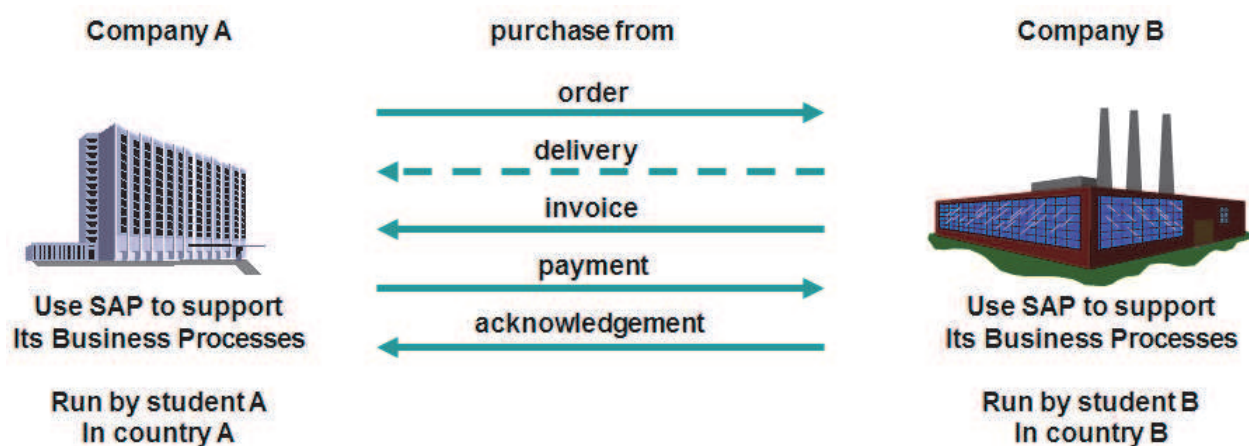 Company A
purchase from
Company B
order
delivery
invoice
payment
acknowledgement
Use SAP to support
Its Business Processes
Use SAP to support
Its Business Processes
Run by student A
In country A
Run by student B
In country B